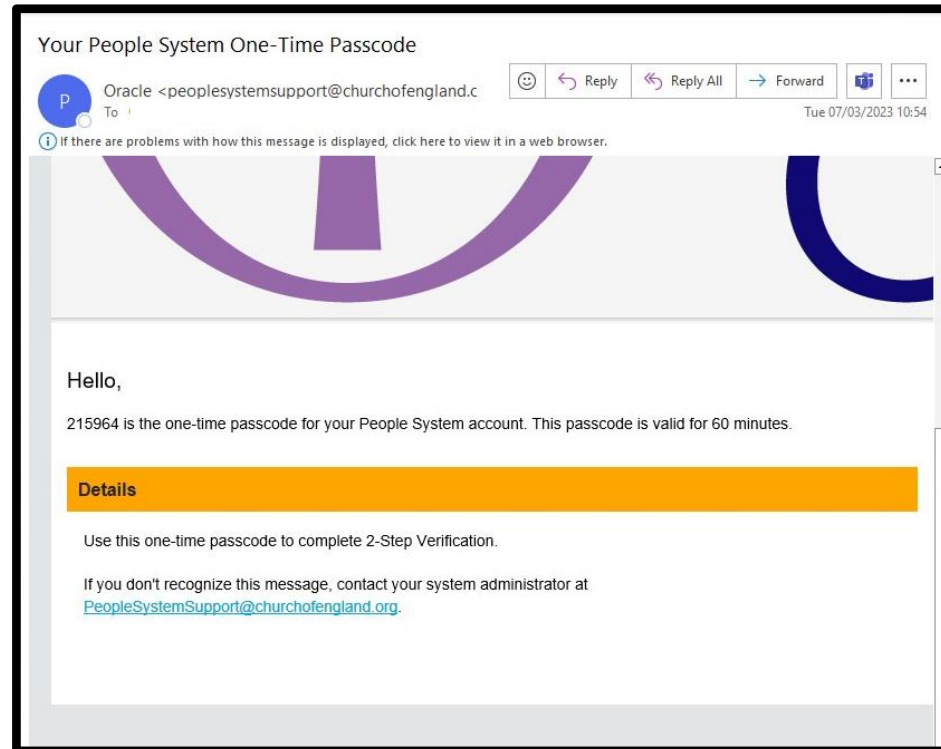 Your People System One-Time Passcode
P
Oracle <peoplesystemsupport@churchofengland.c
Reply
Reply All
Forward
To
Tue 07/03/2023 10:54
If there are problems with how this message is displayed, click here to view it in a web browser.
Hello,
215964 is the one-time passcode for your People System account. This passcode is valid for 60 minutes.
Details
Use this one-time passcode to complete 2-Step Verification.
If you don't recognize this message, contact your system administrator at
PeopleSystemSupport@churchofengland.org.